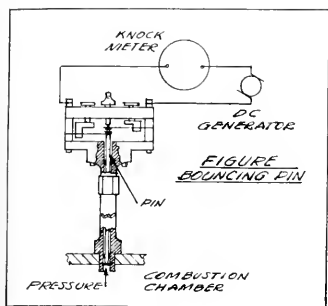 KNOCK
METER
DC
GENERATOR
FIGURE
BOUNCING PIN
PIN
COMBUSTION
CHAMBER
PRESSURE